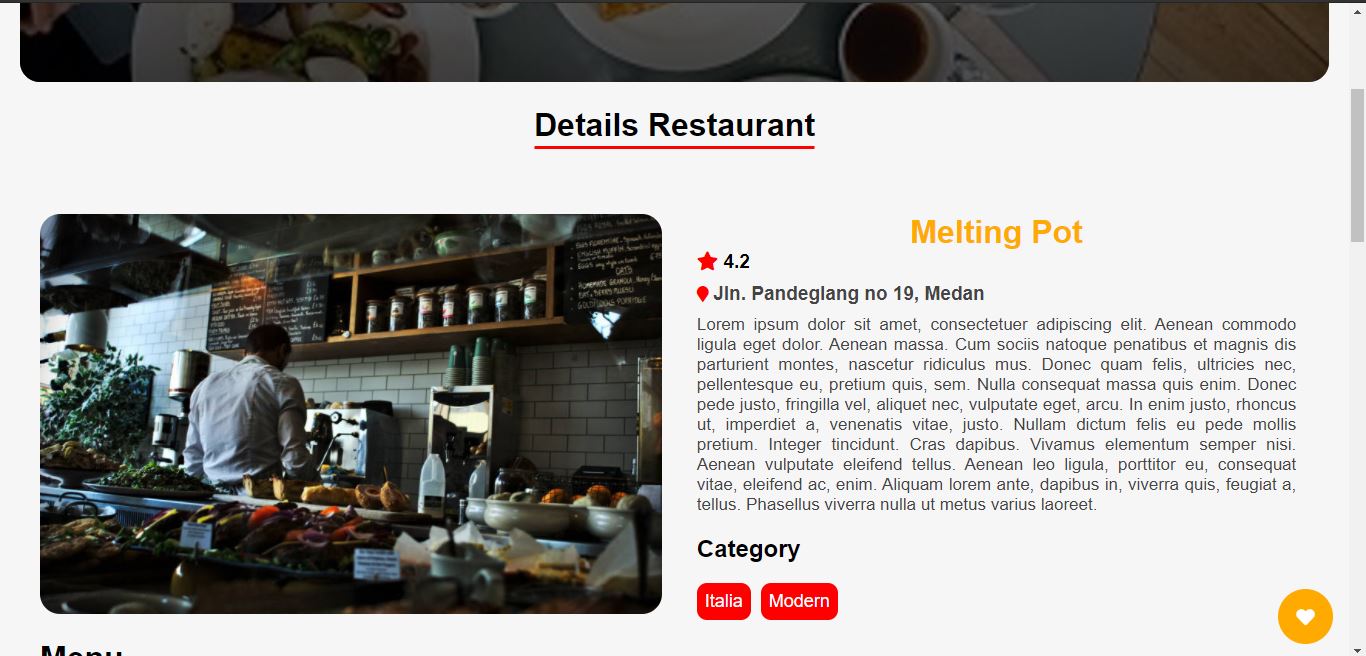 Details Restaurant
Melting Pot
4.2
Jln. Pandeglang no 19, Medan
Lorem ipsum dolor sit amet, consectetuer adipiscing elit. Aenean commodo
ligula eget dolor. Aenean massa. Cum sociis natoque penatibus et magnis dis
parturient montes, nascetur ridiculus mus. Donec quam felis, ultricies nec,
pellentesque eu, pretium quis, sem. Nulla consequat massa quis enim. Donec
pede justo, fringilla vel, aliquet nec, vulputate eget, arcu. In enim justo, rhoncus
ut, imperdiet a, venenatis vitae, justo. Nullam dictum felis eu pede mollis
pretium. Integer tincidunt. Cras dapibus. Vivamus elementum semper nisi.
Aenean vulputate eleifend tellus. Aenean leo ligula, porttitor eu, consequat
vitae, eleifend ac, enim. Aliquam lorem ante, dapibus in, viverra quis, feugiat a,
tellus. Phasellus viverra nulla ut metus varius laoreet.
Category
Italia Modern
Menu